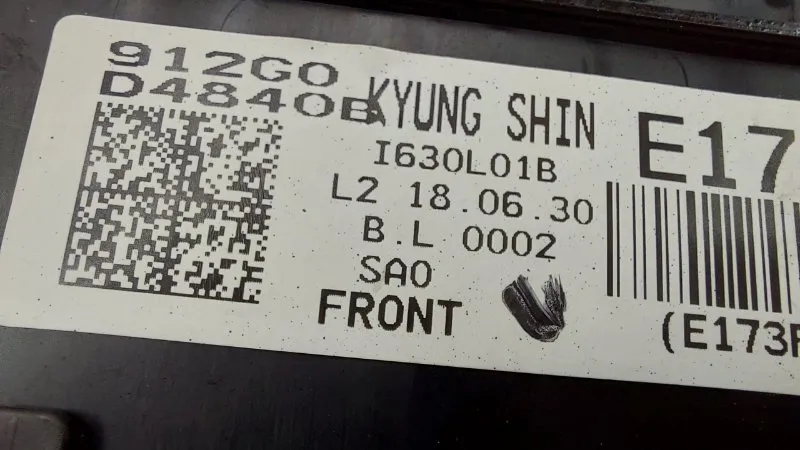 912G0
D4840B
KYUNG SHIN
I630L01B
L2 18.06.30
B.L 0002
SA0
FRONT
E17
(E173